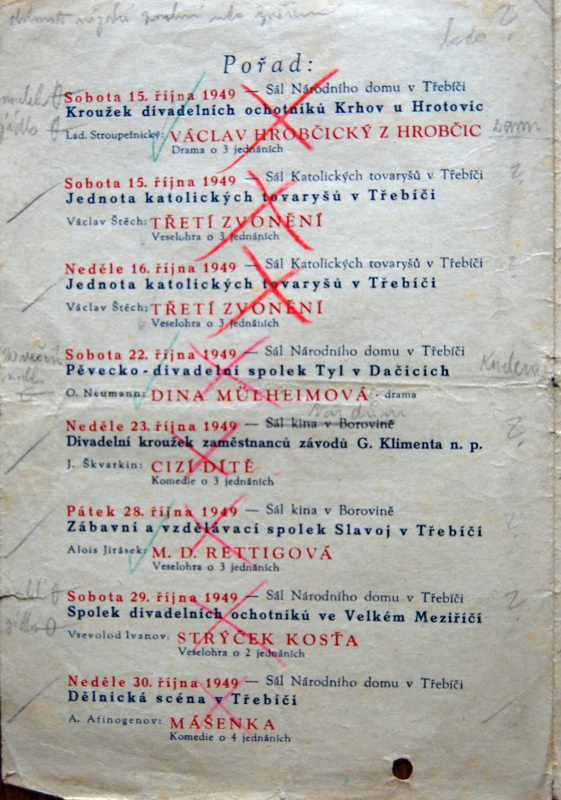 Pořad:
Sobota 15. října 1949 — Sál Národního domu v Třebíči
Kroužek divadelních ochotníků Krhov u Hrotovic
Lad. Stroupežnický: VÁCLAV HROBČICKÝ Z HROBČIC
Drama o 3 jednáních
Sobota 15. října 1949 — Sál Katolických tovaryšů v Třebíči
Jednota katolických tovaryšů v Třebíči
Václav Štěch: TŘETÍ ZVONĚNÍ
Veselohra o 3 jednáních
Neděle 16. října 1949 — Sál Katolických tovaryšů v Třebíči
Jednota katolických tovaryšů v Třebíči
Václav Štěch: TŘETÍ ZVONĚNÍ
Veselohra o 3 jednáních
Sobota 22. října 1949 — Sál Národního domu v Třebíči
Pěvecko-divadelní spolek Tyl v Dačicích
O. Neumann: DINA MÜLHEIMOVÁ - drama
Nár. dům
Neděle 23. října 1949 — Sál kina v Borovině
Divadelní kroužek zaměstnanců závodů G. Klimenta n. p.
J. Škvarkin: CIZÍ DÍTĚ
Komedie o 3 jednáních
Pátek 28. října 1949 — Sál kina v Borovině
Zábavní a vzdělávací spolek Slavoj v Třebíči
Alois Jirásek: M. D. RETTIGOVÁ
Veselohra o 3 jednáních
Sobota 29. října 1949 — Sál Národního domu v Třebíči
Spolek divadelních ochotníků ve Velkém Meziříčí
Vsevolod Ivanov: STRÝČEK KOSŤA
Veselohra o 2 jednáních
Neděle 30. října 1949 — Sál Národního domu v Třebíči
Dělnická scéna v Třebíči
A. Afinogenov: MÁŠENKA
Komedie o 4 jednáních